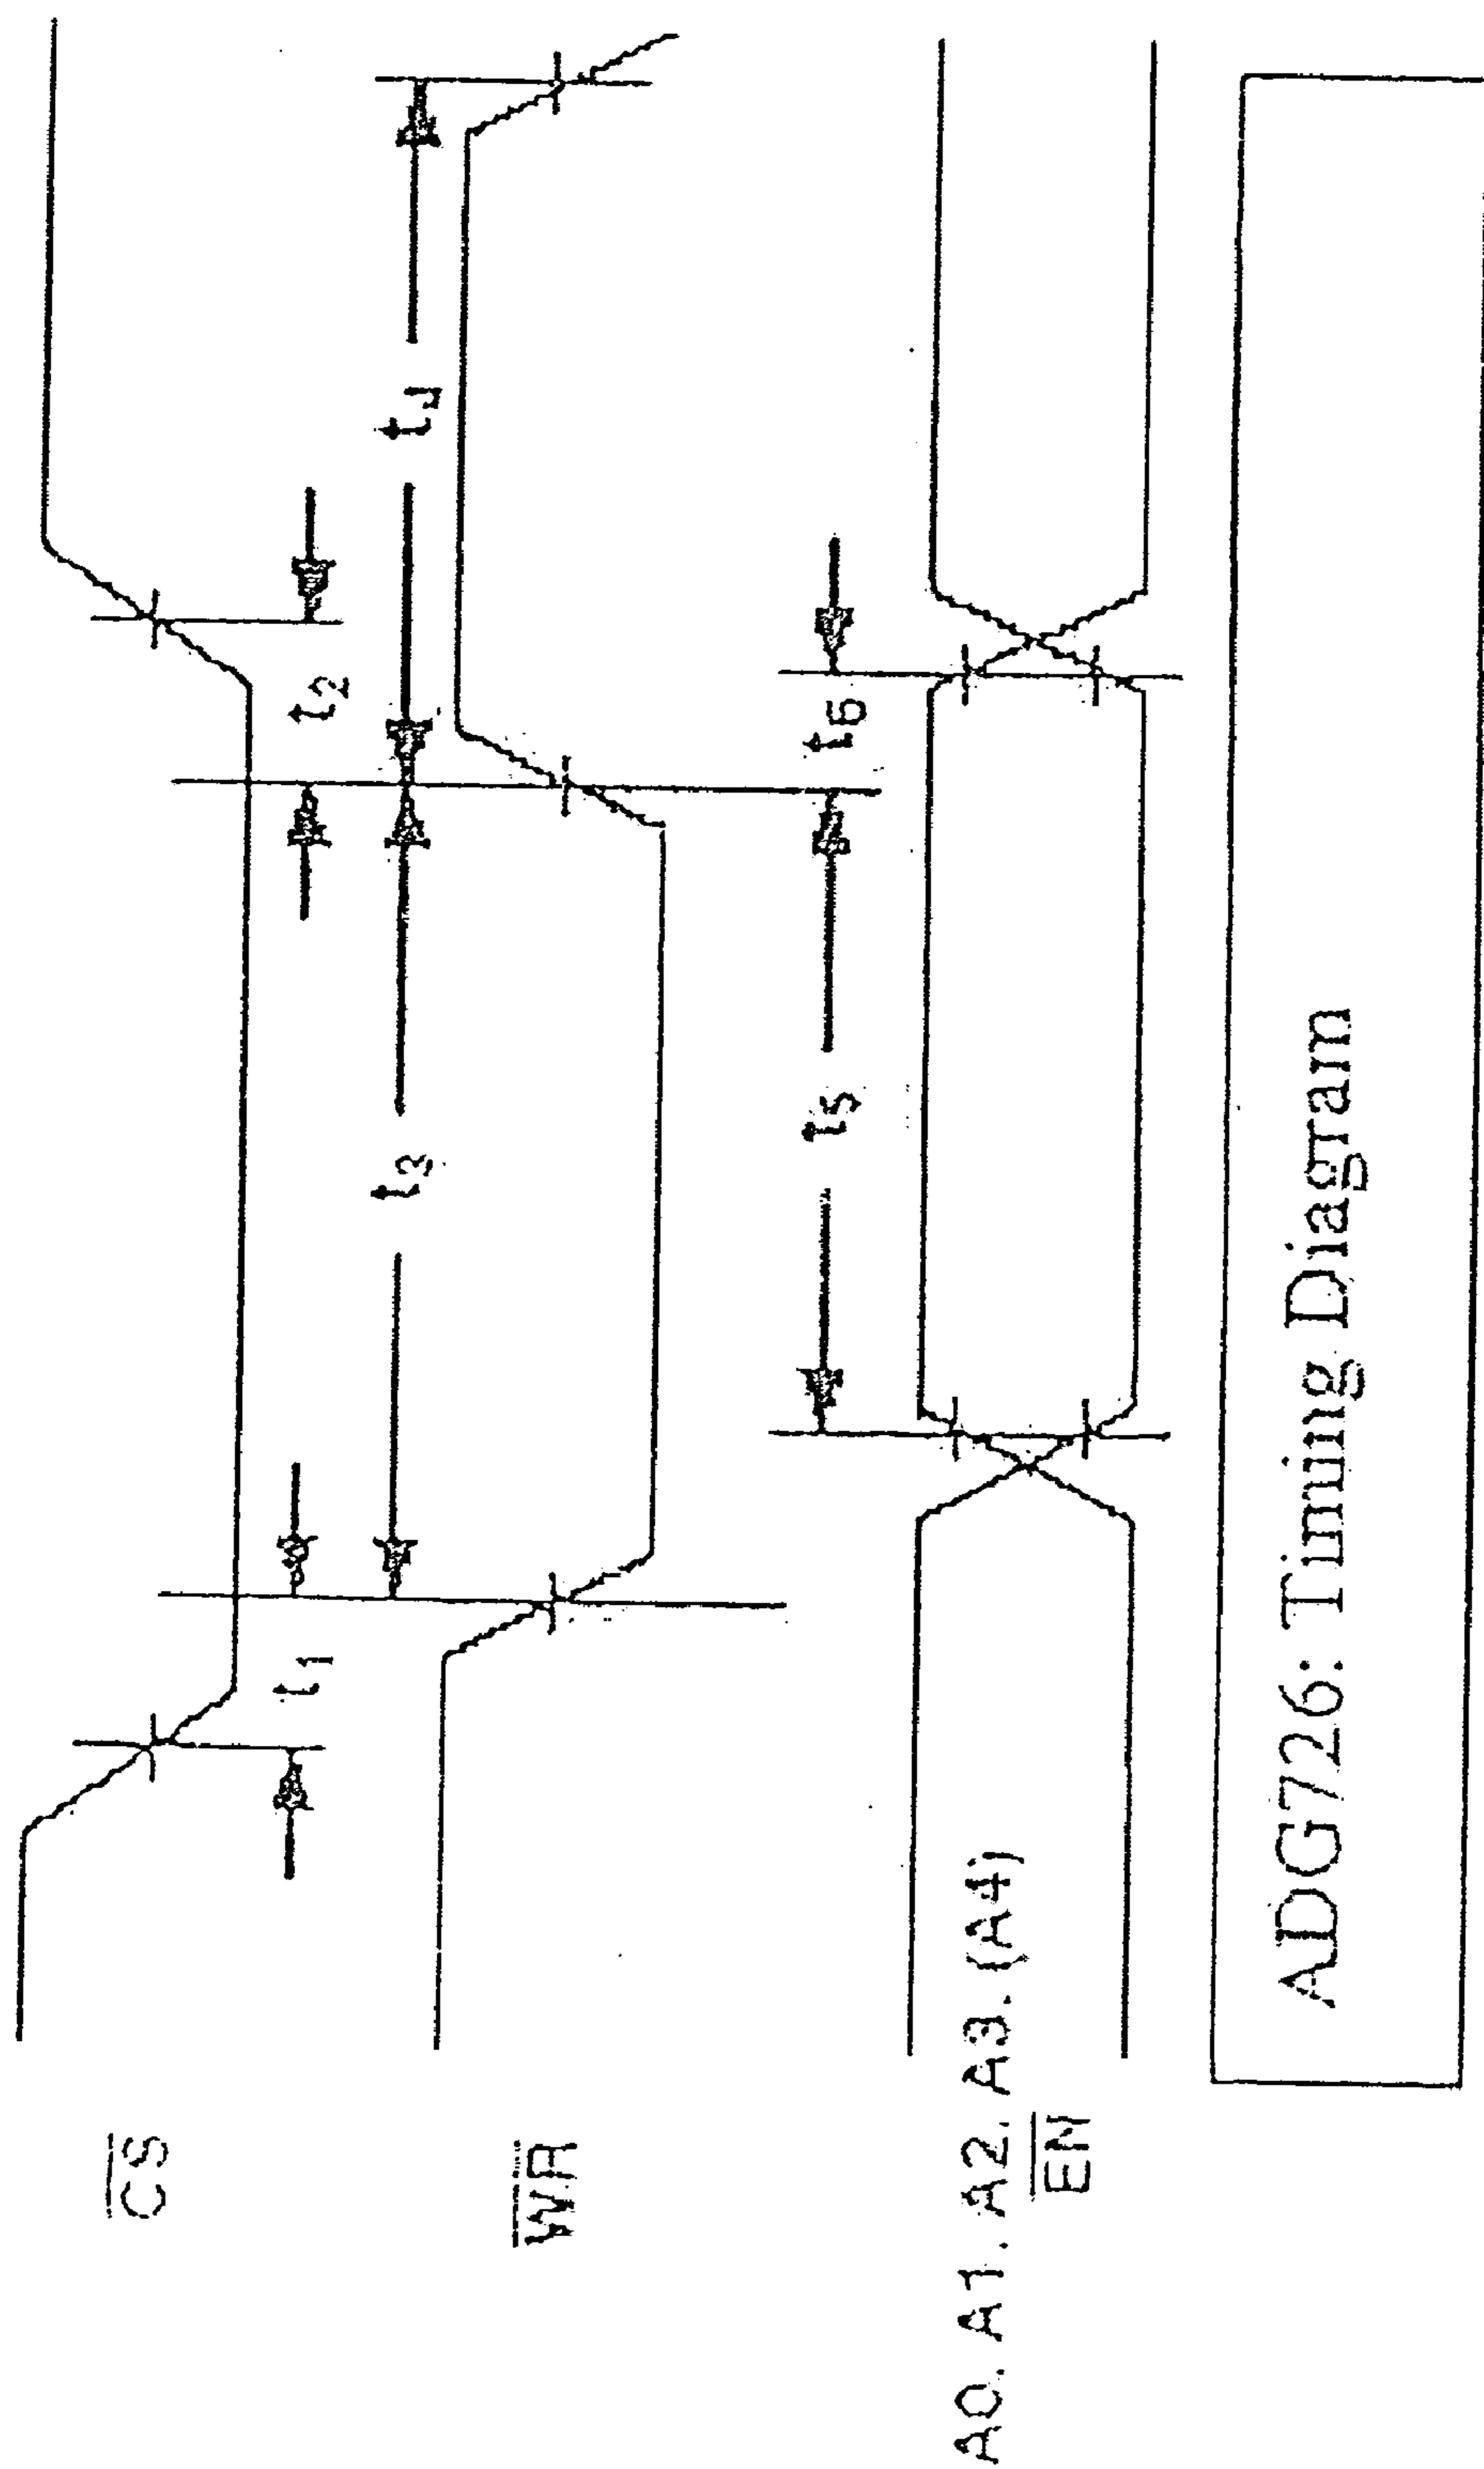 CS
t1
t2
t3
t4
WR
t5
t6
A0, A1, A2, A3, (A4)
EN
ADG726: Timing Diagram